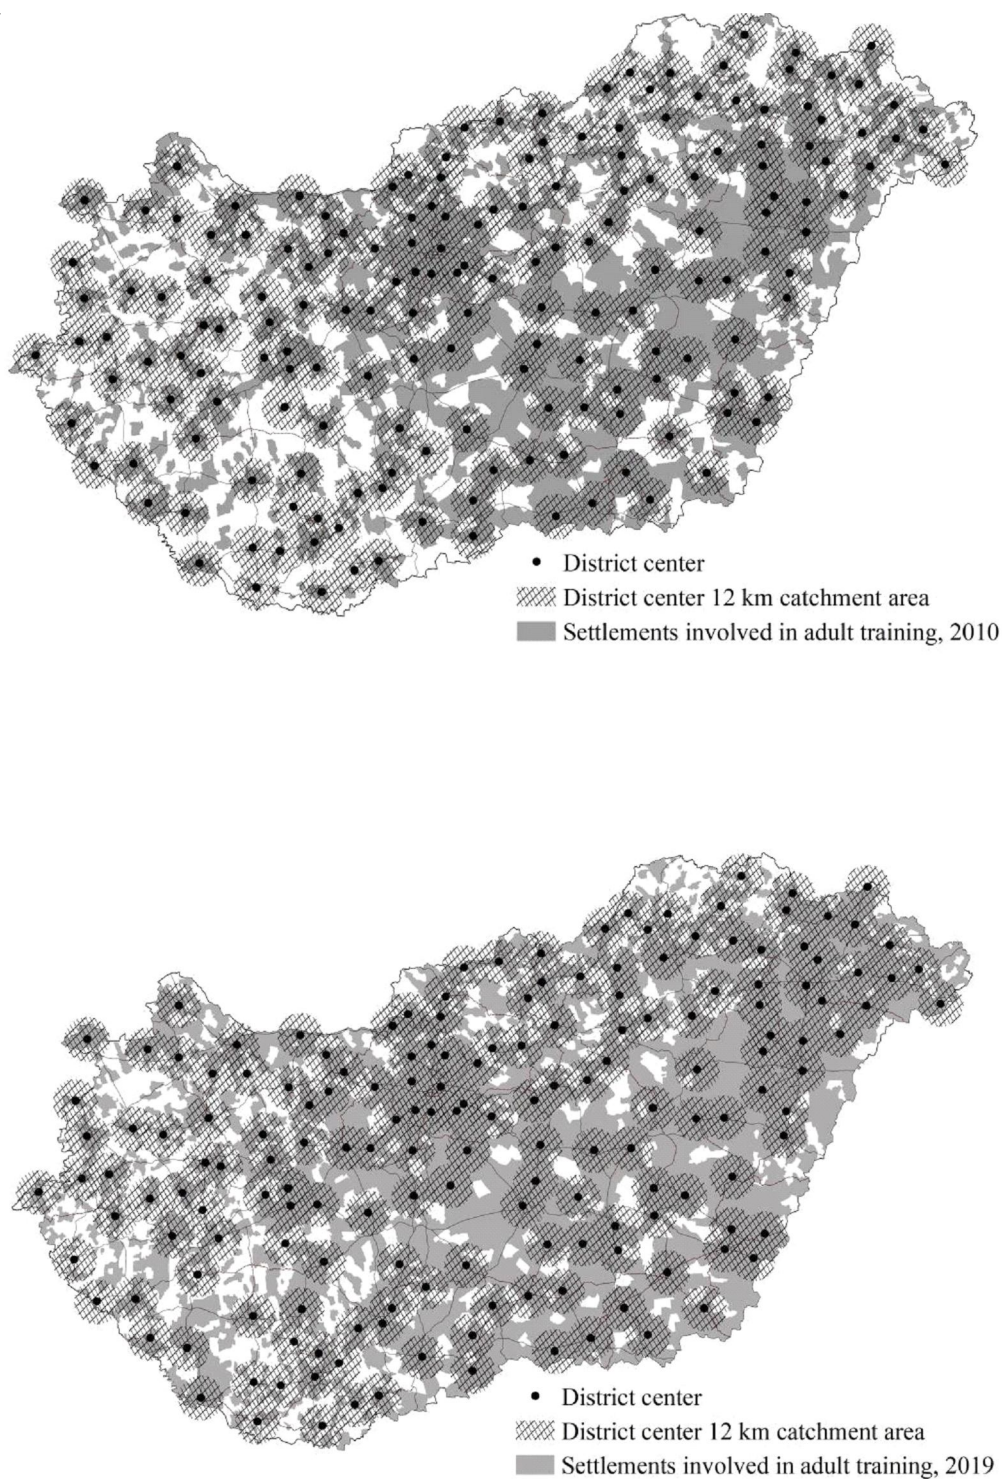 District center
District center 12 km catchment area
Settlements involved in adult training, 2010
District center
District center 12 km catchment area
Settlements involved in adult training, 2019